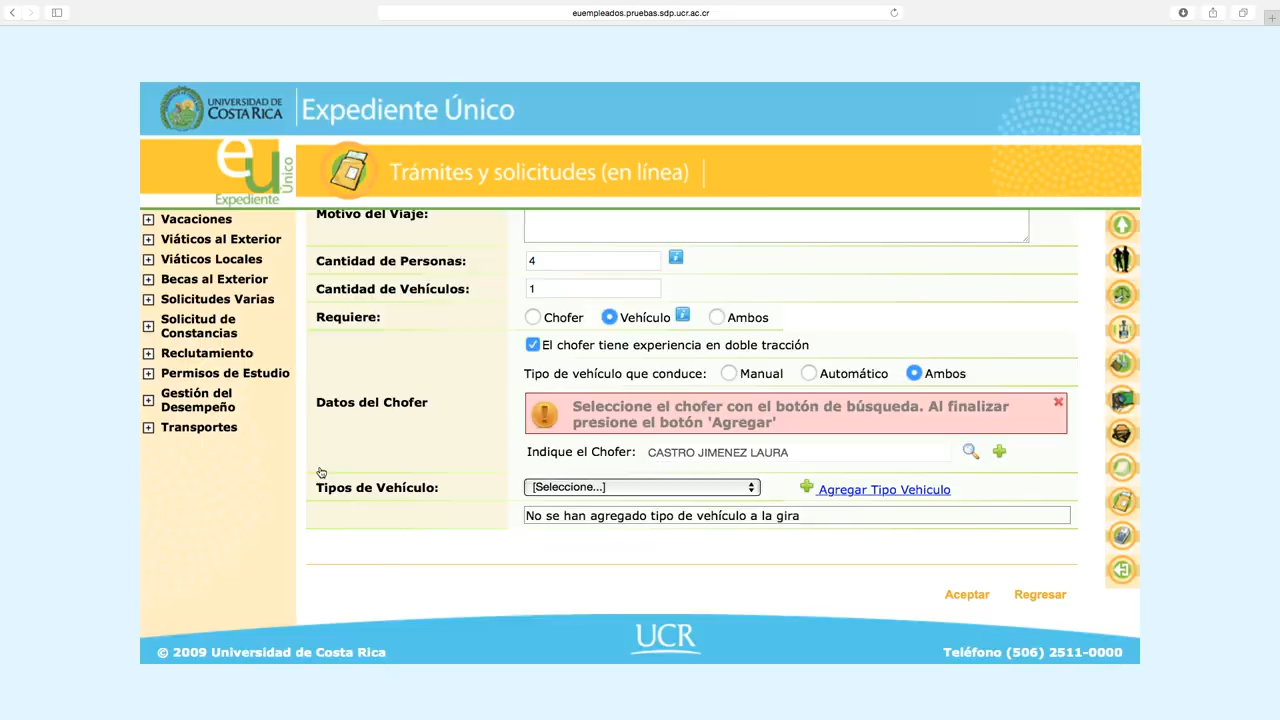 euempleados.pruebas.sdp.ucr.ac.cr
UNIVERSIDAD DE
COSTA RICA
Expediente Único
eu
Único
Expediente
Trámites y solicitudes (en línea)
Vacaciones
Viáticos al Exterior
Viáticos Locales
Becas al Exterior
Solicitudes Varias
Solicitud de
Constancias
Reclutamiento
Permisos de Estudio
Gestión del
Desempeño
Transportes
Motivo del Viaje:
Cantidad de Personas: 4
Cantidad de Vehículos: 1
Requiere: Chofer Vehículo Ambos
El chofer tiene experiencia en doble tracción
Tipo de vehículo que conduce: Manual Automático Ambos
Datos del Chofer
Seleccione el chofer con el botón de búsqueda. Al finalizar
presione el botón 'Agregar'
Indique el Chofer: CASTRO JIMENEZ LAURA
Tipos de Vehículo: [Seleccione...] Agregar Tipo Vehiculo
No se han agregado tipo de vehículo a la gira
Aceptar Regresar
UCR
© 2009 Universidad de Costa Rica
Teléfono (506) 2511-0000